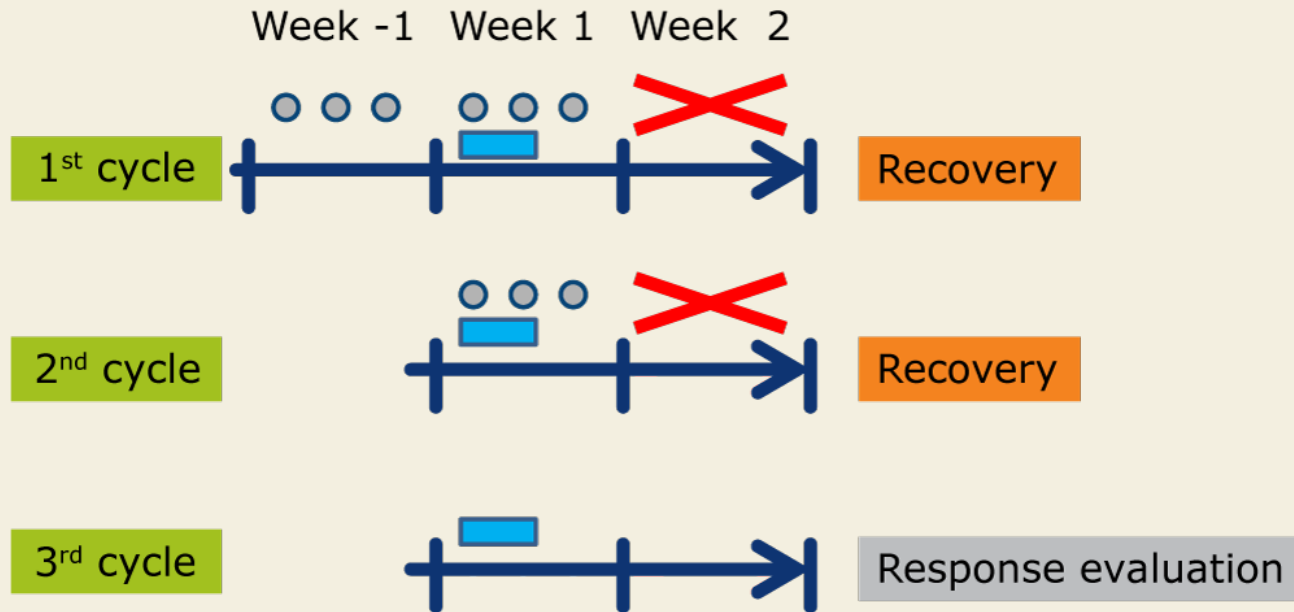 Week -1 Week 1 Week 2
1st cycle Recovery
2nd cycle Recovery
3rd cycle Response evaluation